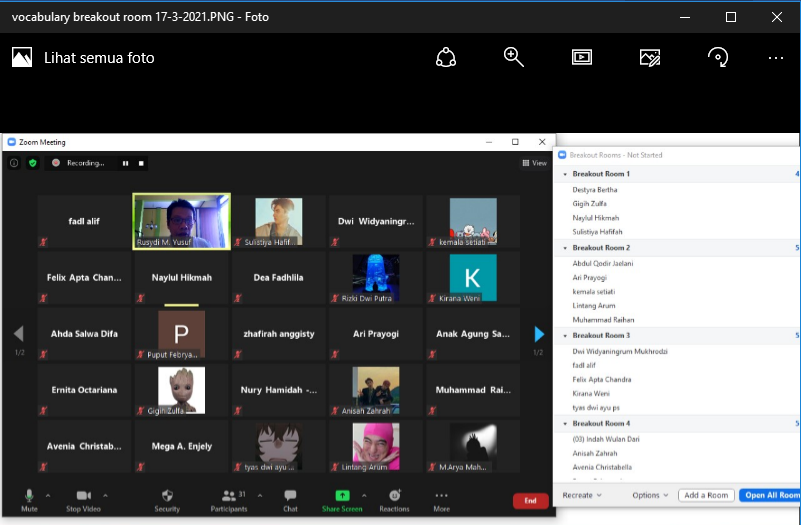 vocabulary breakout room 17-3-2021.PNG - Foto
Lihat semua foto
Zoom Meeting
Recording...
View
fadl alif
Rusydi M. Yusuf
Sulistiya Hafif...
Dwi Widyaningr...
kemala setiati
Felix Apta Chan...
Naylul Hikmah
Dea Fadhlila
Rizki Dwi Putra
K
Kirana Weni
Ahda Salwa Difa
P
Puput Febrya...
zhafirah anggisty
Ari Prayogi
Anak Agung Sa...
1/2
1/2
Ernita Octariana
Gigih Zulfa
Nury Hamidah -...
Anisah Zahrah
Muhammad Rai...
Avenia Christab...
Mega A. Enjely
tyas dwi ayu ...
Lintang Arum
M.Arya Mah...
Mute
Stop Video
Security
31
Participants
Chat
Share Screen
Reactions
More
End
Breakout Rooms - Not Started
Breakout Room 1 4
Destyra Bertha
Gigih Zulfa
Naylul Hikmah
Sulistiya Hafifah
Breakout Room 2 5
Abdul Qodir Jaelani
Ari Prayogi
kemala setiati
Lintang Arum
Muhammad Raihan
Breakout Room 3 5
Dwi Widyaningrum Mukhrodzi
fadl alif
Felix Apta Chandra
Kirana Weni
tyas dwi ayu ps
Breakout Room 4 5
(03) Indah Wulan Dari
Anisah Zahrah
Avenia Christabella
Recreate
Options
Add a Room
Open All Room